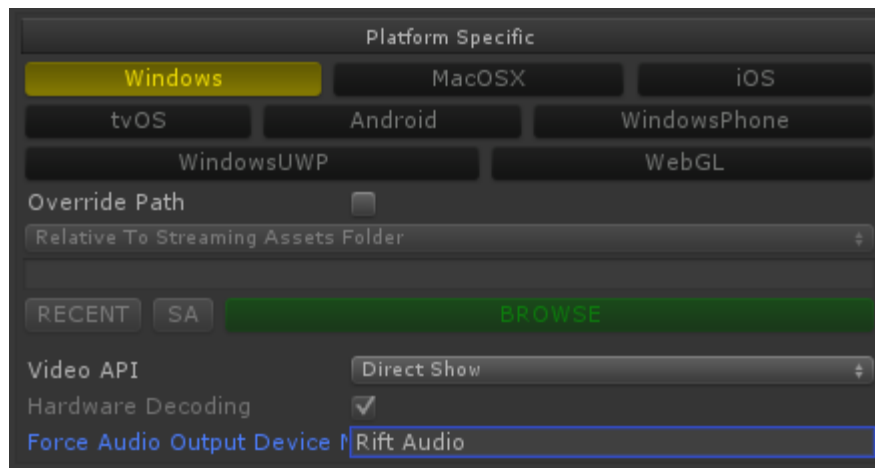 Platform Specific
Windows MacOSX iOS
tvOS Android WindowsPhone
WindowsUWP WebGL
Override Path
Relative To Streaming Assets Folder
RECENT SA BROWSE
Video API Direct Show
Hardware Decoding
Force Audio Output Device Rift Audio